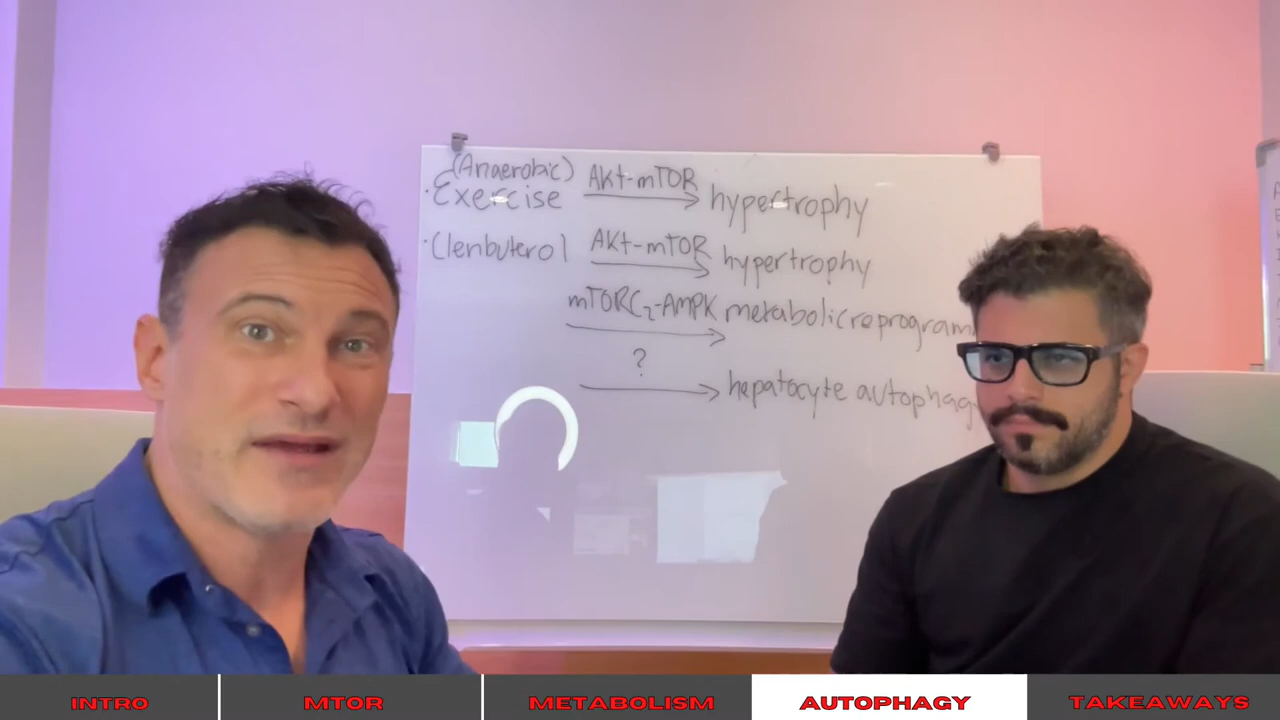 (Anaerobic)
· Exercise AKt-mTOR hypertrophy
· Clenbuterol AKt-mTOR hypertrophy
mTORC₂-AMPK metabolic reprogram
? hepatocyte autophag
INTRO MTOR METABOLISM AUTOPHAGY TAKEAWAYS